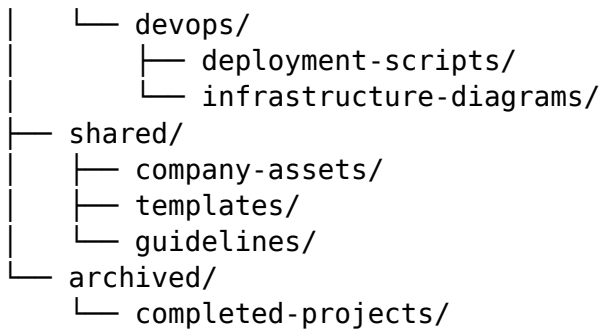 │   └── devops/
│       ├── deployment-scripts/
│       └── infrastructure-diagrams/
├── shared/
│   ├── company-assets/
│   ├── templates/
│   └── guidelines/
└── archived/
    └── completed-projects/